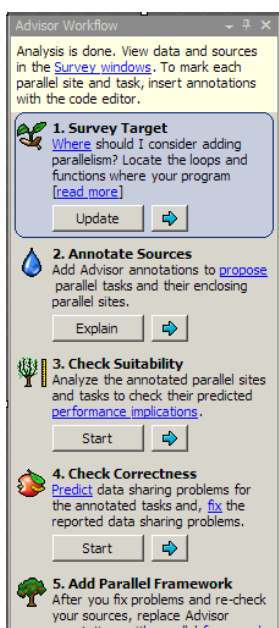 Advisor Workflow
Analysis is done. View data and sources
in the Survey windows. To mark each
parallel site and task, insert annotations
with the code editor.
1. Survey Target
Where should I consider adding
parallelism? Locate the loops and
functions where your program
[read more]
Update
2. Annotate Sources
Add Advisor annotations to propose
parallel tasks and their enclosing
parallel sites.
Explain
3. Check Suitability
Analyze the annotated parallel sites
and tasks to check their predicted
performance implications.
Start
4. Check Correctness
Predict data sharing problems for
the annotated tasks and, fix the
reported data sharing problems.
Start
5. Add Parallel Framework
After you fix problems and re-check
your sources, replace Advisor